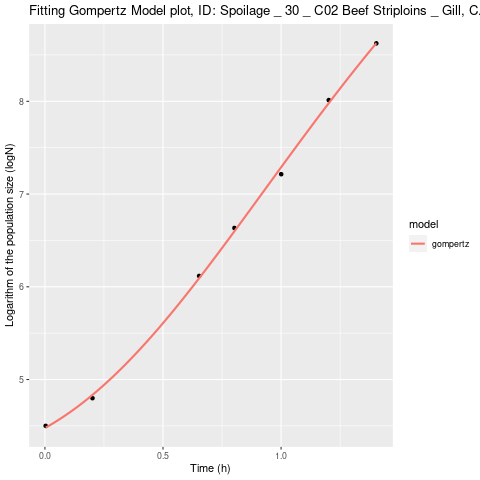 Fitting Gompertz Model plot, ID: Spoilage _ 30 _ C02 Beef Striploins _ Gill, C.
Logarithm of the population size (logN)
8
7
6
5
0.0 0.5 1.0
Time (h)
model
gompertz